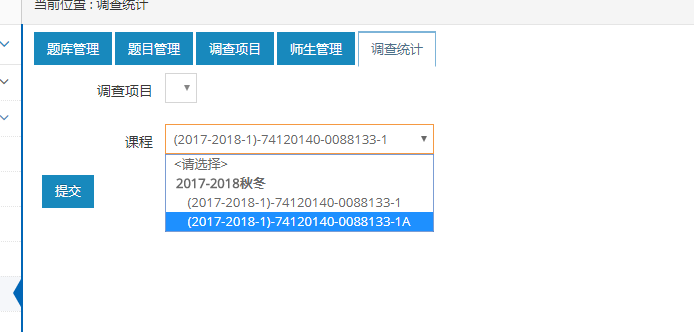 当前位置 : 调查统计
题库管理 题目管理 调查项目 师生管理 调查统计
调查项目
课程 (2017-2018-1)-74120140-0088133-1
<请选择>
2017-2018秋冬
提交
(2017-2018-1)-74120140-0088133-1
(2017-2018-1)-74120140-0088133-1A